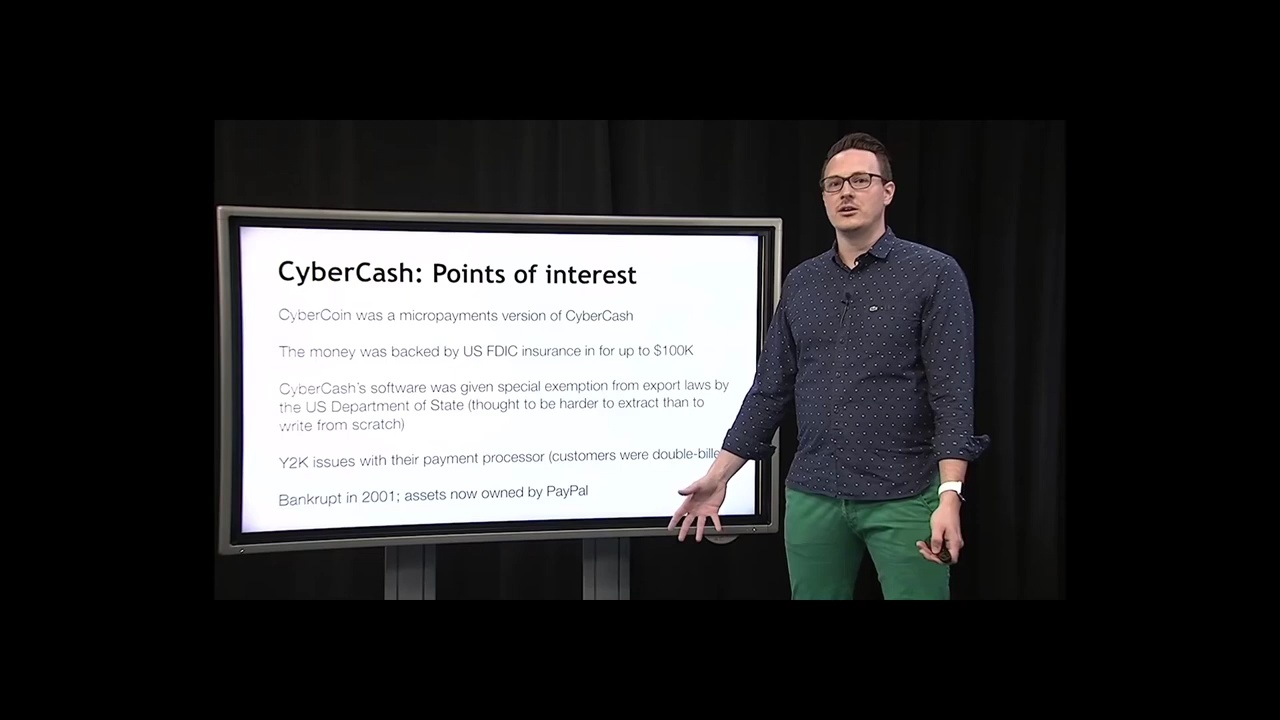 CyberCash: Points of interest
CyberCoin was a micropayments version of CyberCash
The money was backed by US FDIC insurance in for up to $100K
CyberCash's software was given special exemption from export laws by
the US Department of State (thought to be harder to extract than to
write from scratch)
Y2K issues with their payment processor (customers were double-bille
Bankrupt in 2001; assets now owned by PayPal